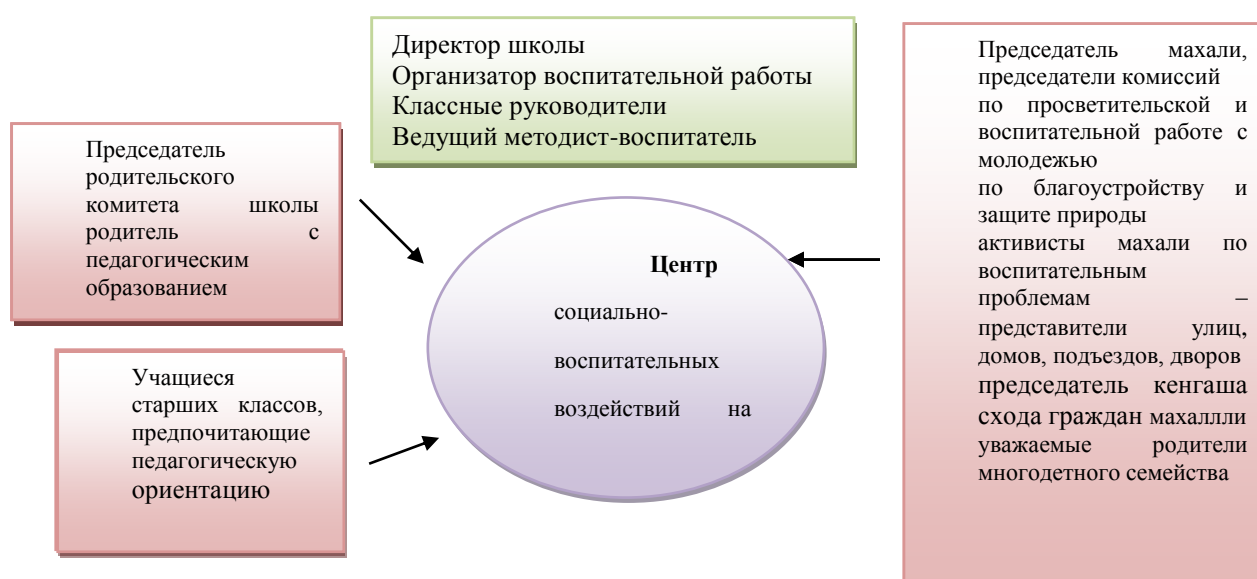 Директор школы
Организатор воспитательной работы
Классные руководители
Ведущий методист-воспитатель
Председатель
родительского
комитета школы
родитель с
педагогическим
образованием
Учащиеся
старших классов,
предпочитающие
педагогическую
ориентацию
Центр
социально-
воспитательных
воздействий на
Председатель махали,
председатели комиссий
по просветительской и
воспитательной работе с
молодежью
по благоустройству и
защите природы
активисты махали по
воспитательным
проблемам –
представители улиц,
домов, подъездов, дворов
председатель кенгаша
схода граждан махаллли
уважаемые родители
многодетного семейства